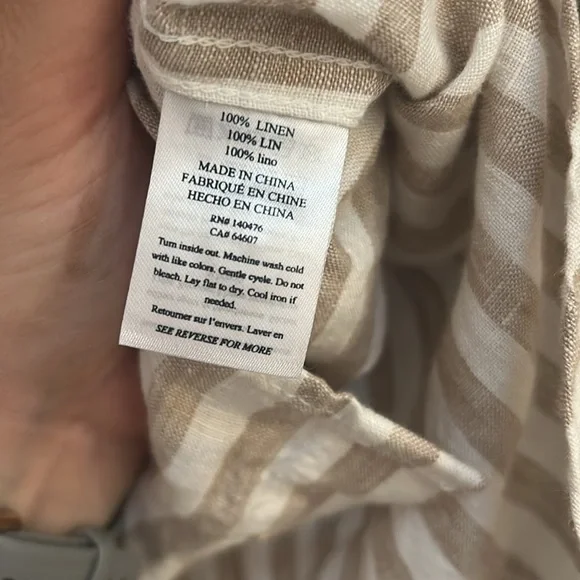 100% LINEN
100% LIN
100% lino
MADE IN CHINA
FABRIQUÉ EN CHINE
HECHO EN CHINA
RN# 140476
CA# 64607
Turn inside out. Machine wash cold
with like colors. Gentle cycle. Do not
bleach. Lay flat to dry. Cool iron if
needed.
Retourner sur l'envers. Laver en
SEE REVERSE FOR MORE